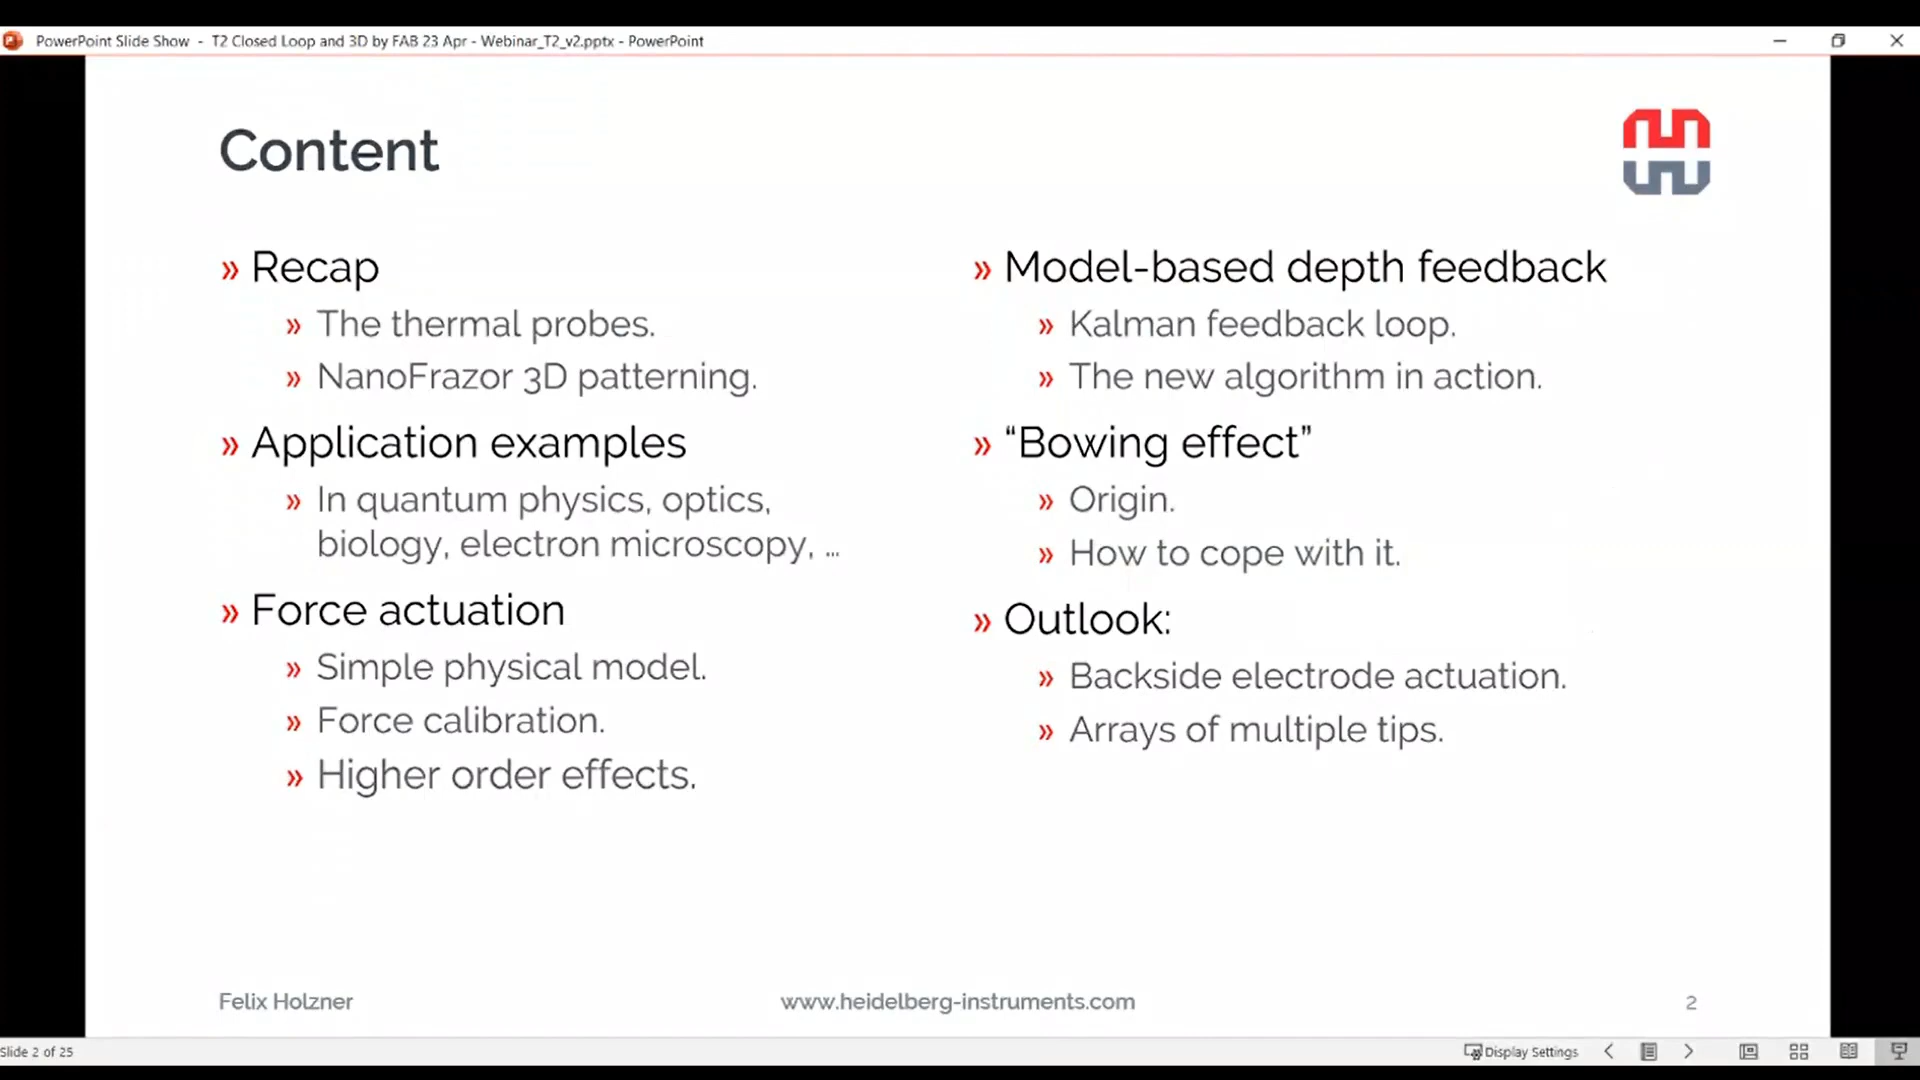 PowerPoint Slide Show - T2 Closed Loop and 3D by FAB 23 Apr - Webinar_T2_v2.pptx - PowerPoint
Content
» Recap
» The thermal probes.
» NanoFrazor 3D patterning.
» Application examples
» In quantum physics, optics,
biology, electron microscopy, ...
» Force actuation
» Simple physical model.
» Force calibration.
» Higher order effects.
» Model-based depth feedback
» Kalman feedback loop.
» The new algorithm in action.
» “Bowing effect”
» Origin.
» How to cope with it.
» Outlook:
» Backside electrode actuation.
» Arrays of multiple tips.
Felix Holzner
www.heidelberg-instruments.com
2
Slide 2 of 25
Display Settings